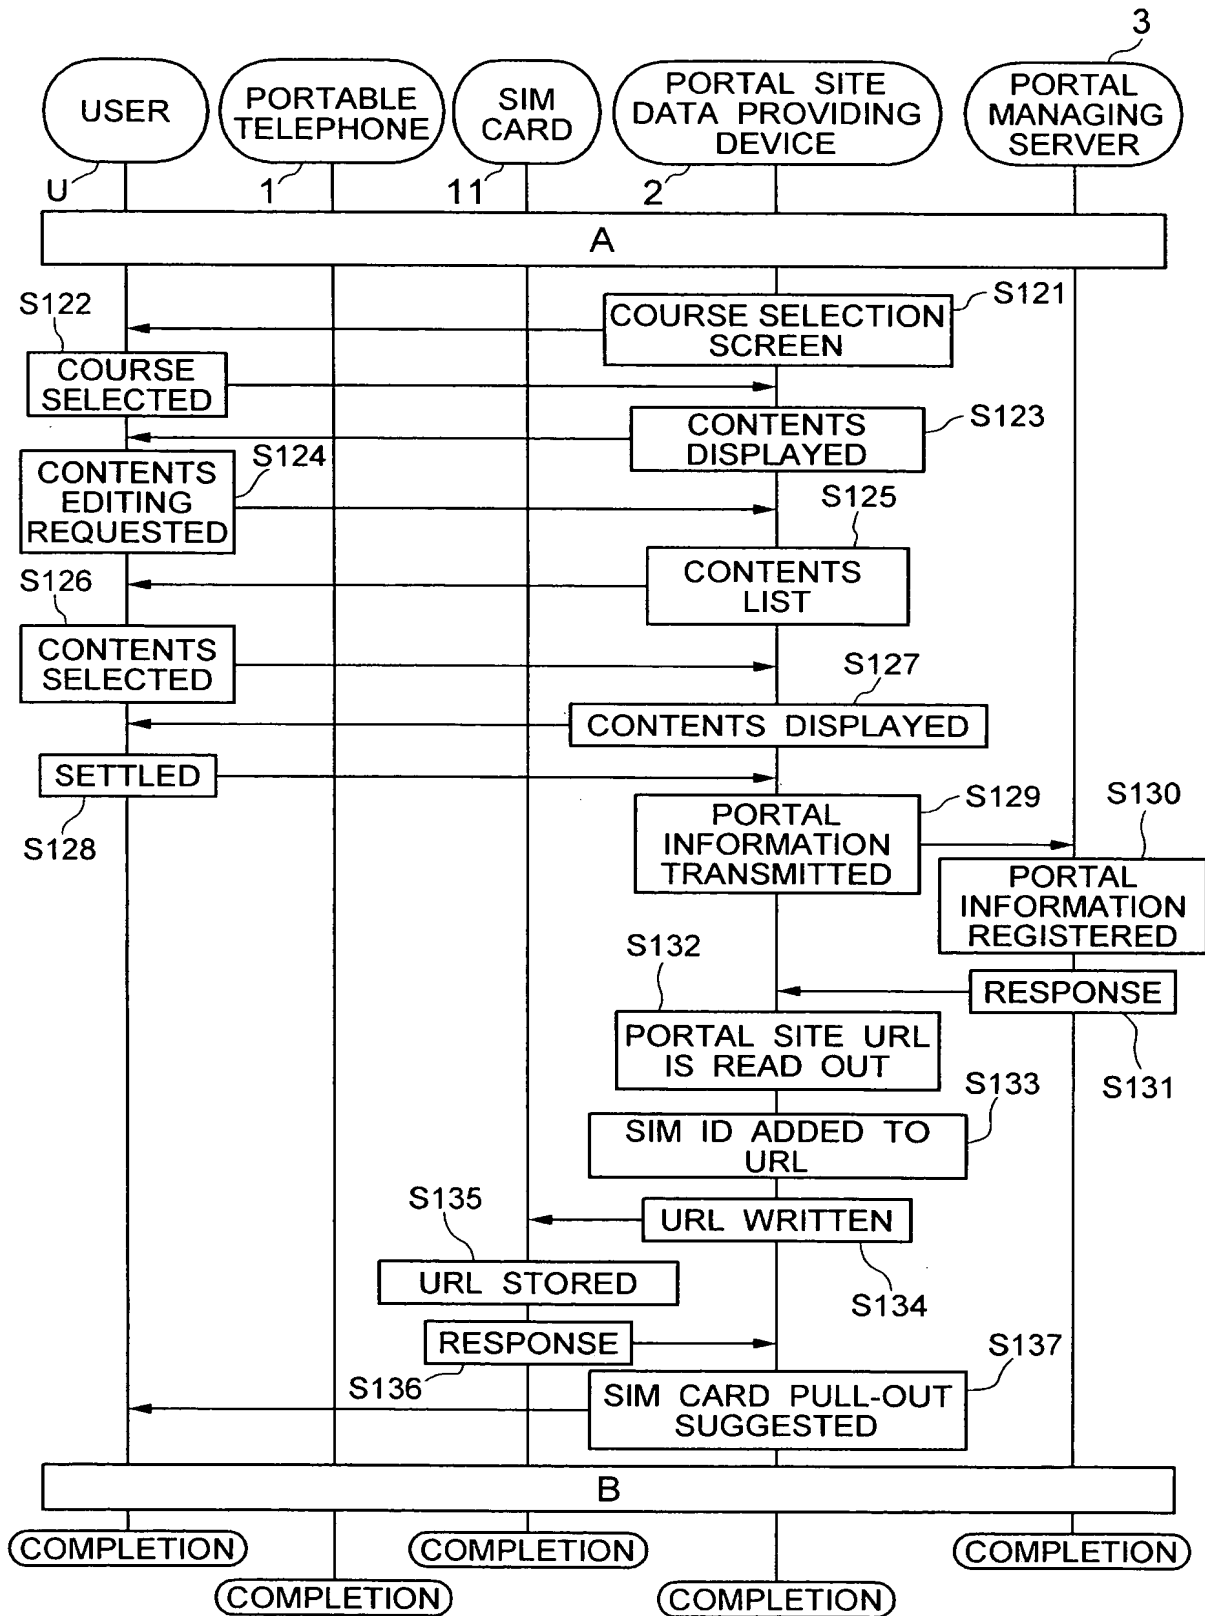 3
USER
PORTABLE
TELEPHONE
SIM
CARD
PORTAL SITE
DATA PROVIDING
DEVICE
PORTAL
MANAGING
SERVER
U
1
11
2
A
S121
S122
COURSE SELECTION
SCREEN
COURSE
SELECTED
S123
CONTENTS
DISPLAYED
S124
CONTENTS
EDITING
REQUESTED
S125
CONTENTS
LIST
S126
CONTENTS
SELECTED
S127
CONTENTS DISPLAYED
SETTLED
S128
S129
PORTAL
INFORMATION
TRANSMITTED
S130
PORTAL
INFORMATION
REGISTERED
S132
RESPONSE
S131
PORTAL SITE URL
IS READ OUT
S133
SIM ID ADDED TO
URL
S135
URL WRITTEN
S134
URL STORED
RESPONSE
S136
S137
SIM CARD PULL-OUT
SUGGESTED
B
COMPLETION
COMPLETION
COMPLETION
COMPLETION
COMPLETION